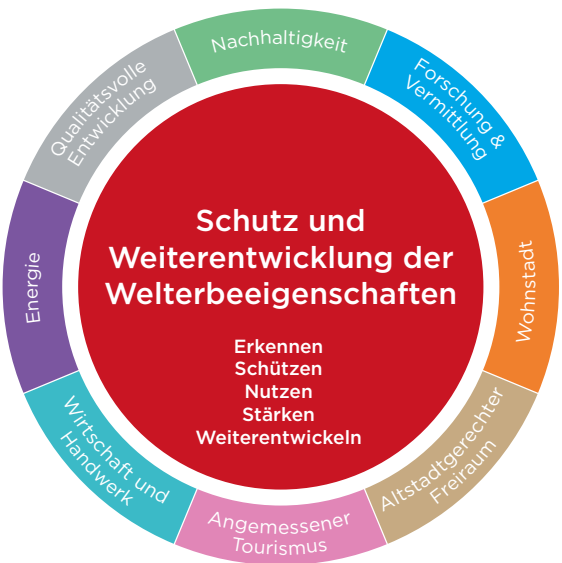 Nachhaltigkeit
Forschung &
Vermittlung
Wohnstadt
Altstadtgerechter
Freiraum
Angemessener
Tourismus
Wirtschaft und
Handwerk
Energie
Qualitätsvolle
Entwicklung
Schutz und
Weiterentwicklung der
Welterbeeigenschaften
Erkennen
Schützen
Nutzen
Stärken
Weiterentwickeln